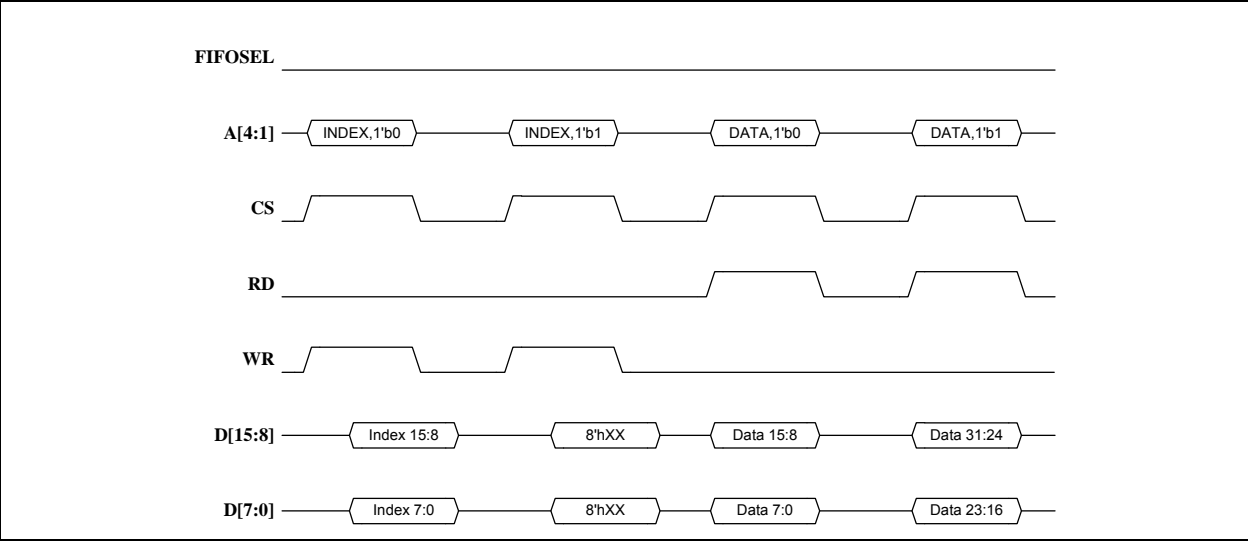 FIFOSEL
A[4:1] INDEX,1'b0 INDEX,1'b1 DATA,1'b0 DATA,1'b1
CS
RD
WR
D[15:8] Index 15:8 8'hXX Data 15:8 Data 31:24
D[7:0] Index 7:0 8'hXX Data 7:0 Data 23:16